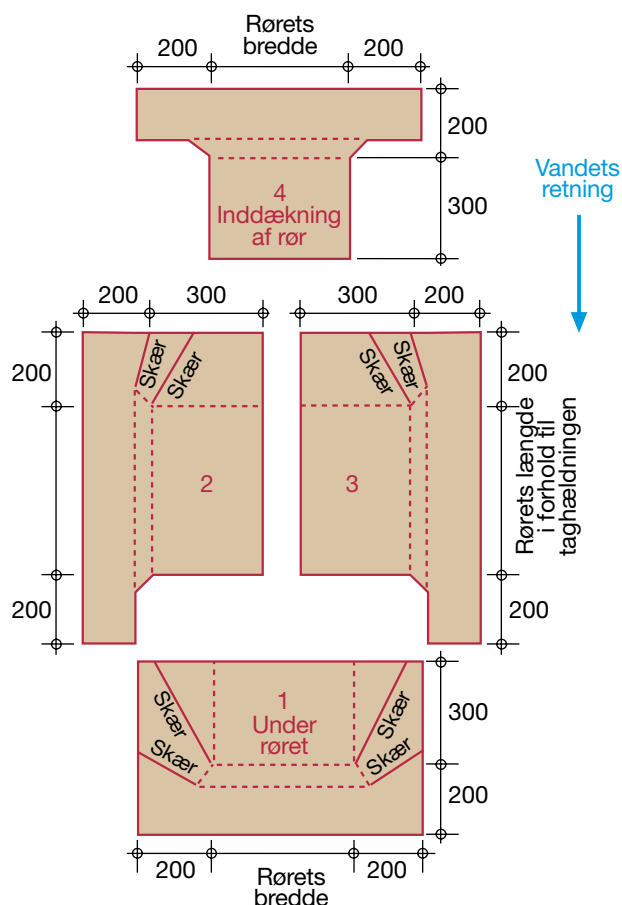 Rørets
bredde
200
200
200
300
4
Inddækning
af rør
Vandets
retning
200
300
300
200
200
Skær
Skær
Skær
Skær
200
2
3
Rørets længde
i forhold til
taghældningen
200
200
1
Under
røret
Skær
Skær
Skær
Skær
300
200
200
Rørets
bredde
200